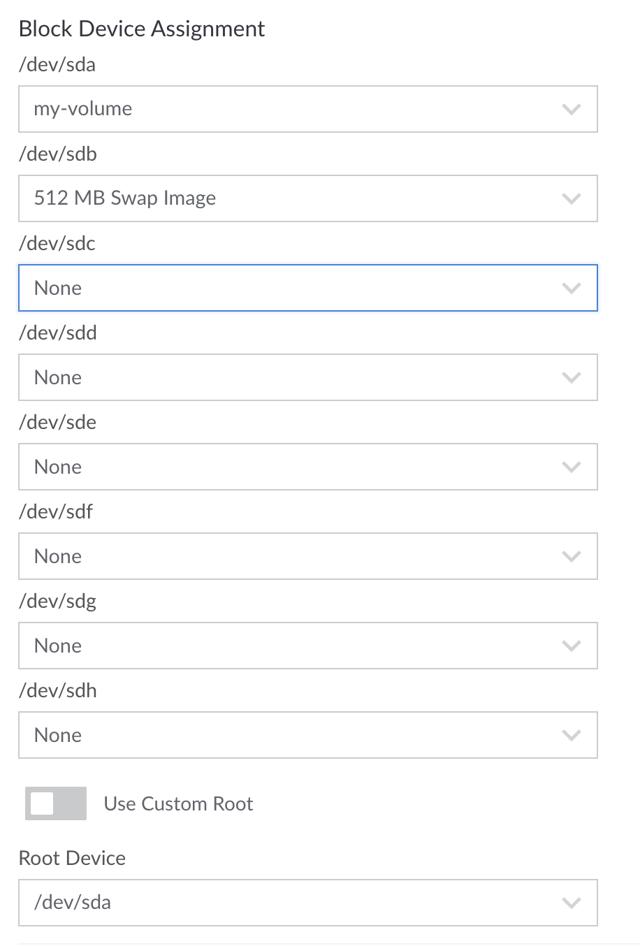 Block Device Assignment
/dev/sda
my-volume
/dev/sdb
512 MB Swap Image
/dev/sdc
None
/dev/sdd
None
/dev/sde
None
/dev/sdf
None
/dev/sdg
None
/dev/sdh
None
Use Custom Root
Root Device
/dev/sda